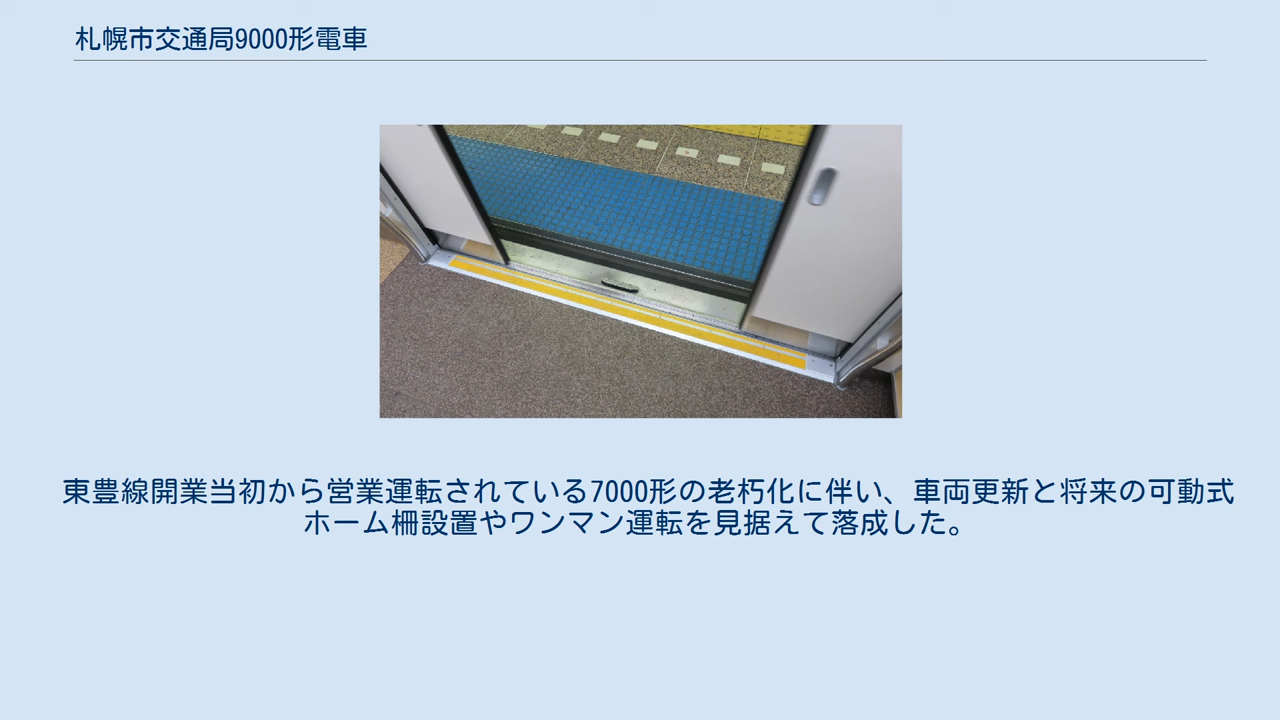 札幌市交通局9000形電車
東豊線開業当初から営業運転されている7000形の老朽化に伴い、車両更新と将来の可動式
ホーム柵設置やワンマン運転を見据えて落成した。